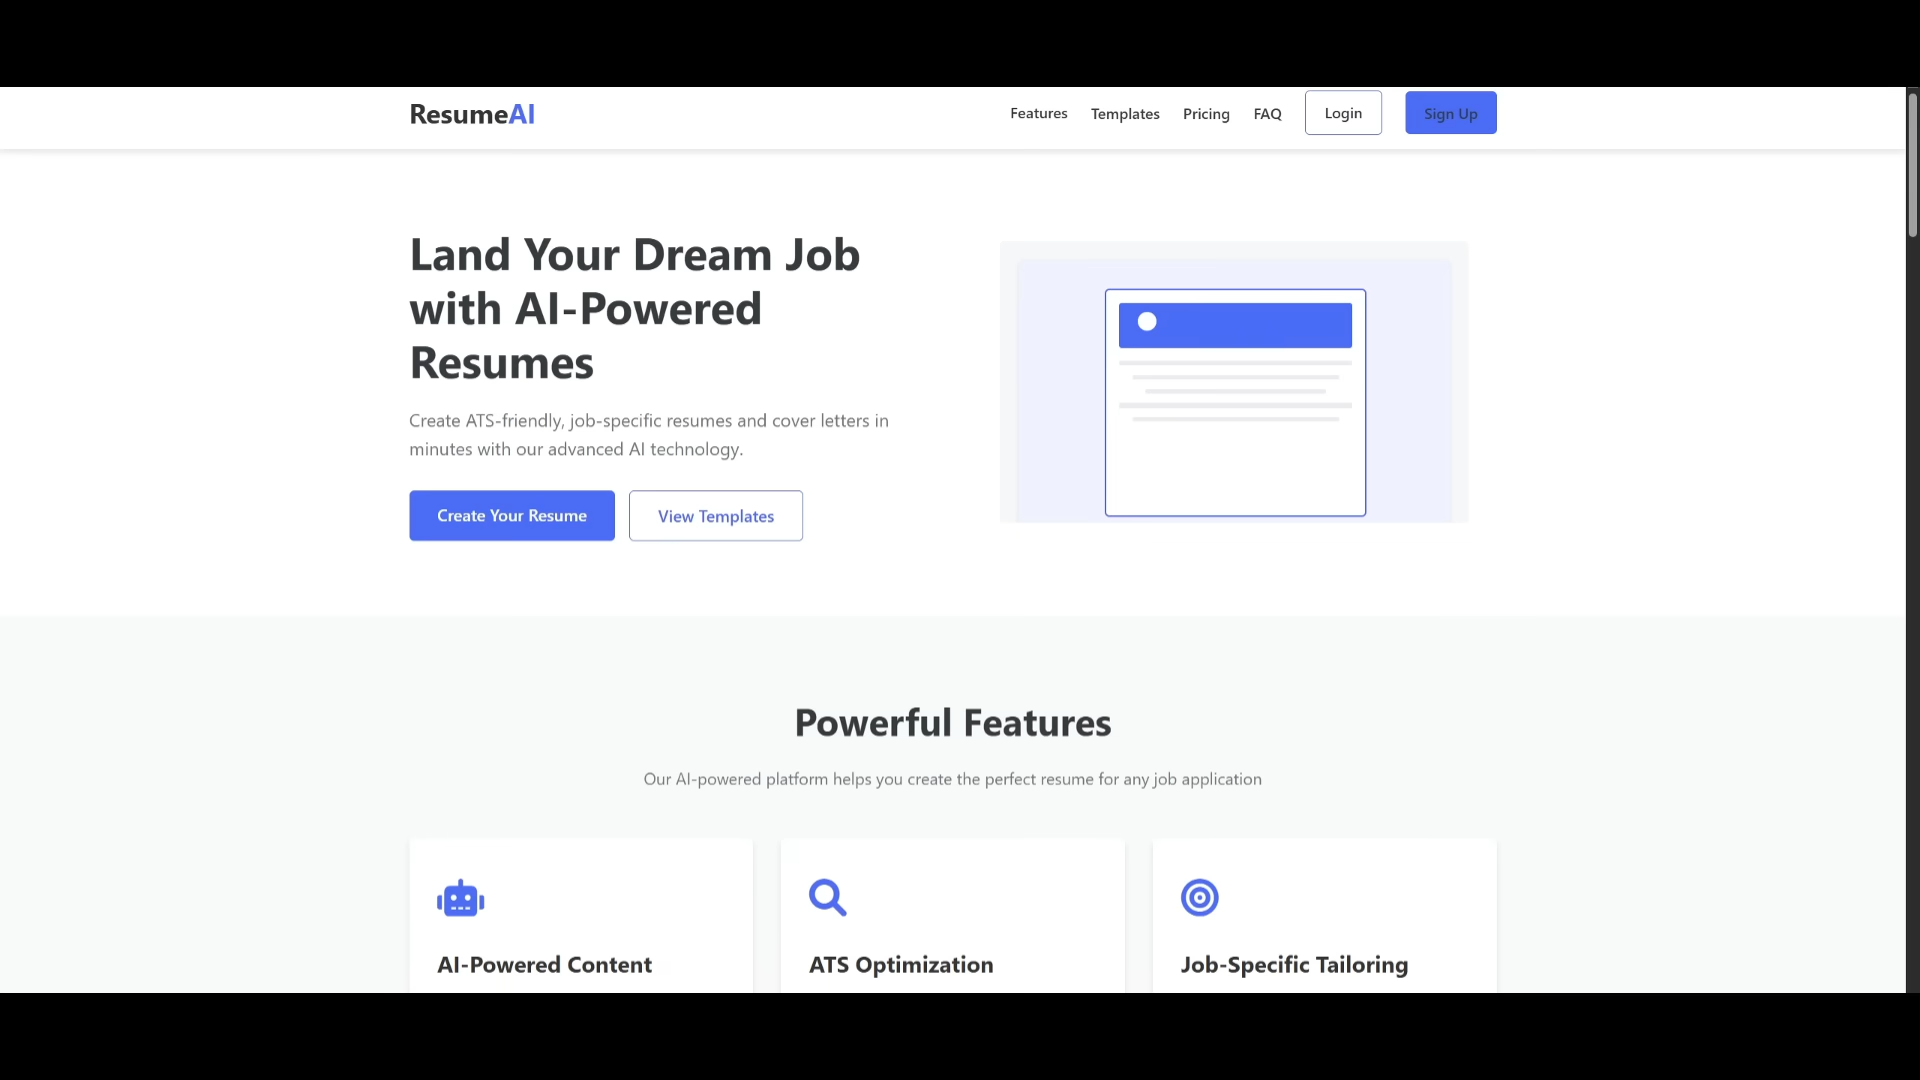 ResumeAI
Features Templates Pricing FAQ Login Sign Up
Land Your Dream Job
with AI-Powered
Resumes
Create ATS-friendly, job-specific resumes and cover letters in
minutes with our advanced AI technology.
Create Your Resume View Templates
Powerful Features
Our AI-powered platform helps you create the perfect resume for any job application
AI-Powered Content ATS Optimization Job-Specific Tailoring